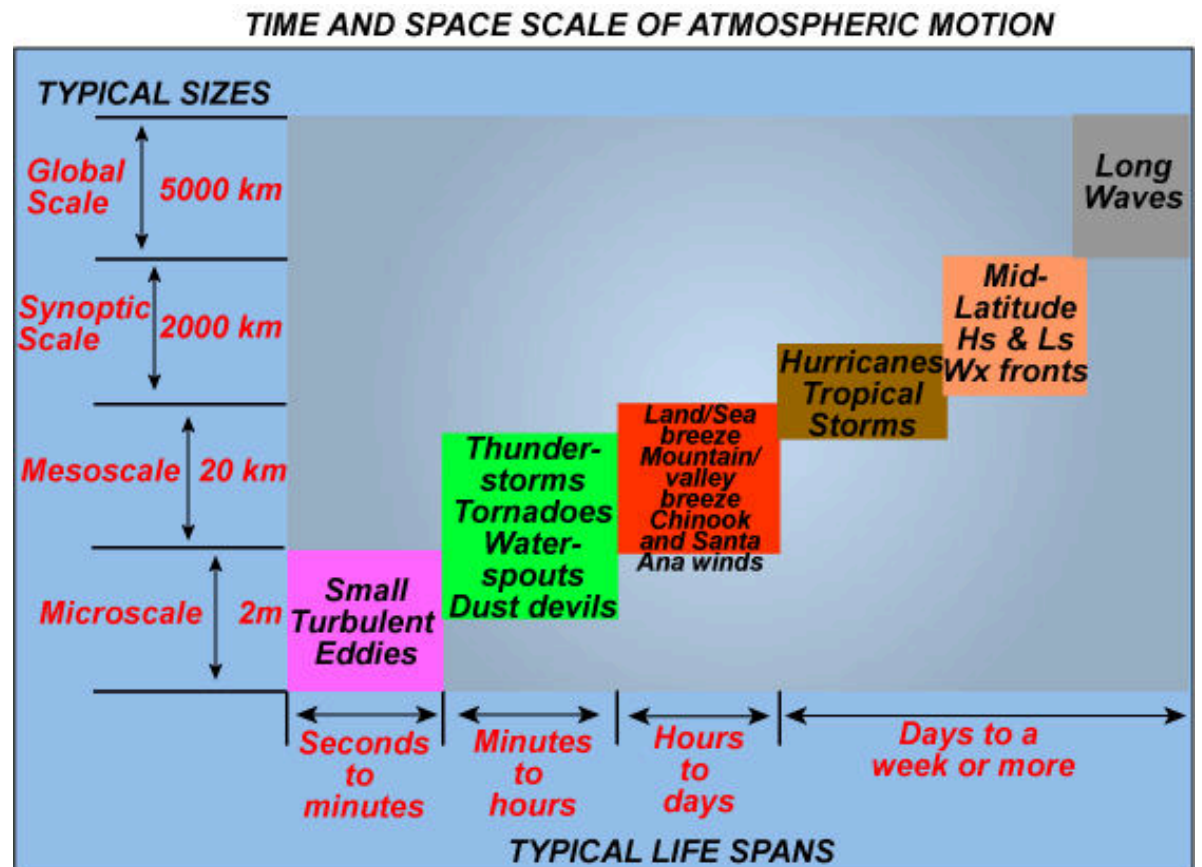 TIME AND SPACE SCALE OF ATMOSPHERIC MOTION
TYPICAL SIZES
Global
Scale
5000 km
Synoptic
Scale
2000 km
Mesoscale
20 km
Microscale
2m
Small
Turbulent
Eddies
Thunder-
storms
Tornadoes
Water-
spouts
Dust devils
Land/Sea
breeze
Mountain/
valley
breeze
Chinook
and Santa
Ana winds
Hurricanes
Tropical
Storms
Mid-
Latitude
Hs & Ls
Wx fronts
Long
Waves
Seconds
to
minutes
Minutes
to
hours
Hours
to
days
Days to a
week or more
TYPICAL LIFE SPANS